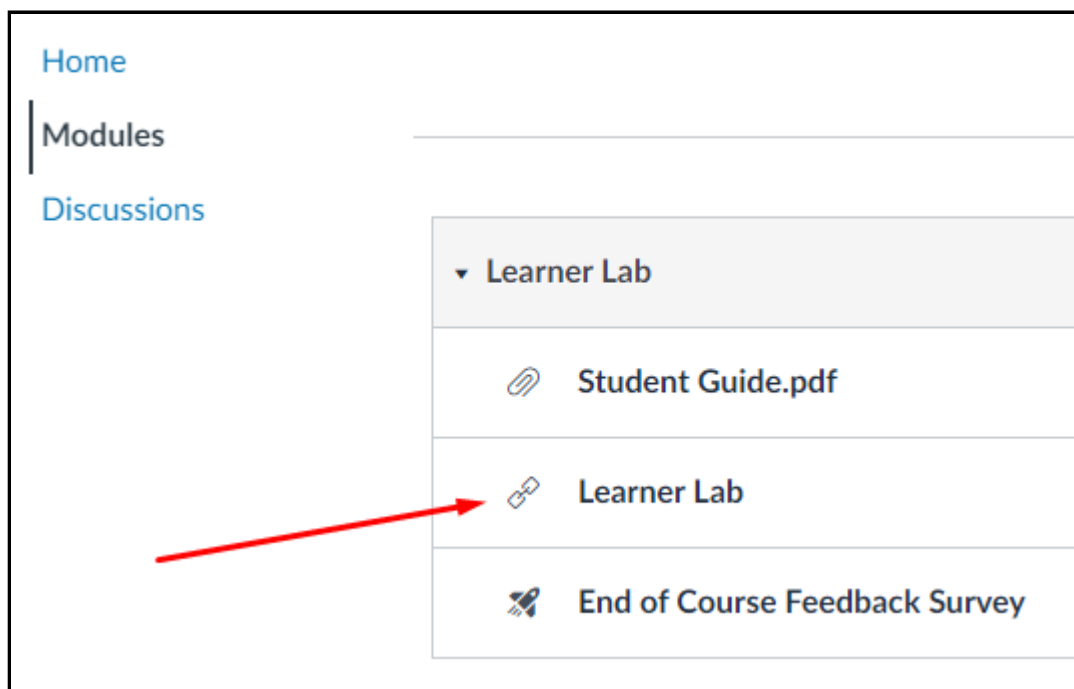 Home
Modules
Discussions
Learner Lab
Student Guide.pdf
Learner Lab
End of Course Feedback Survey